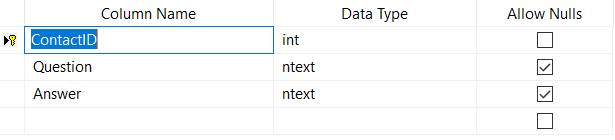 Column Name Data Type Allow Nulls
ContactID int
Question ntext
Answer ntext